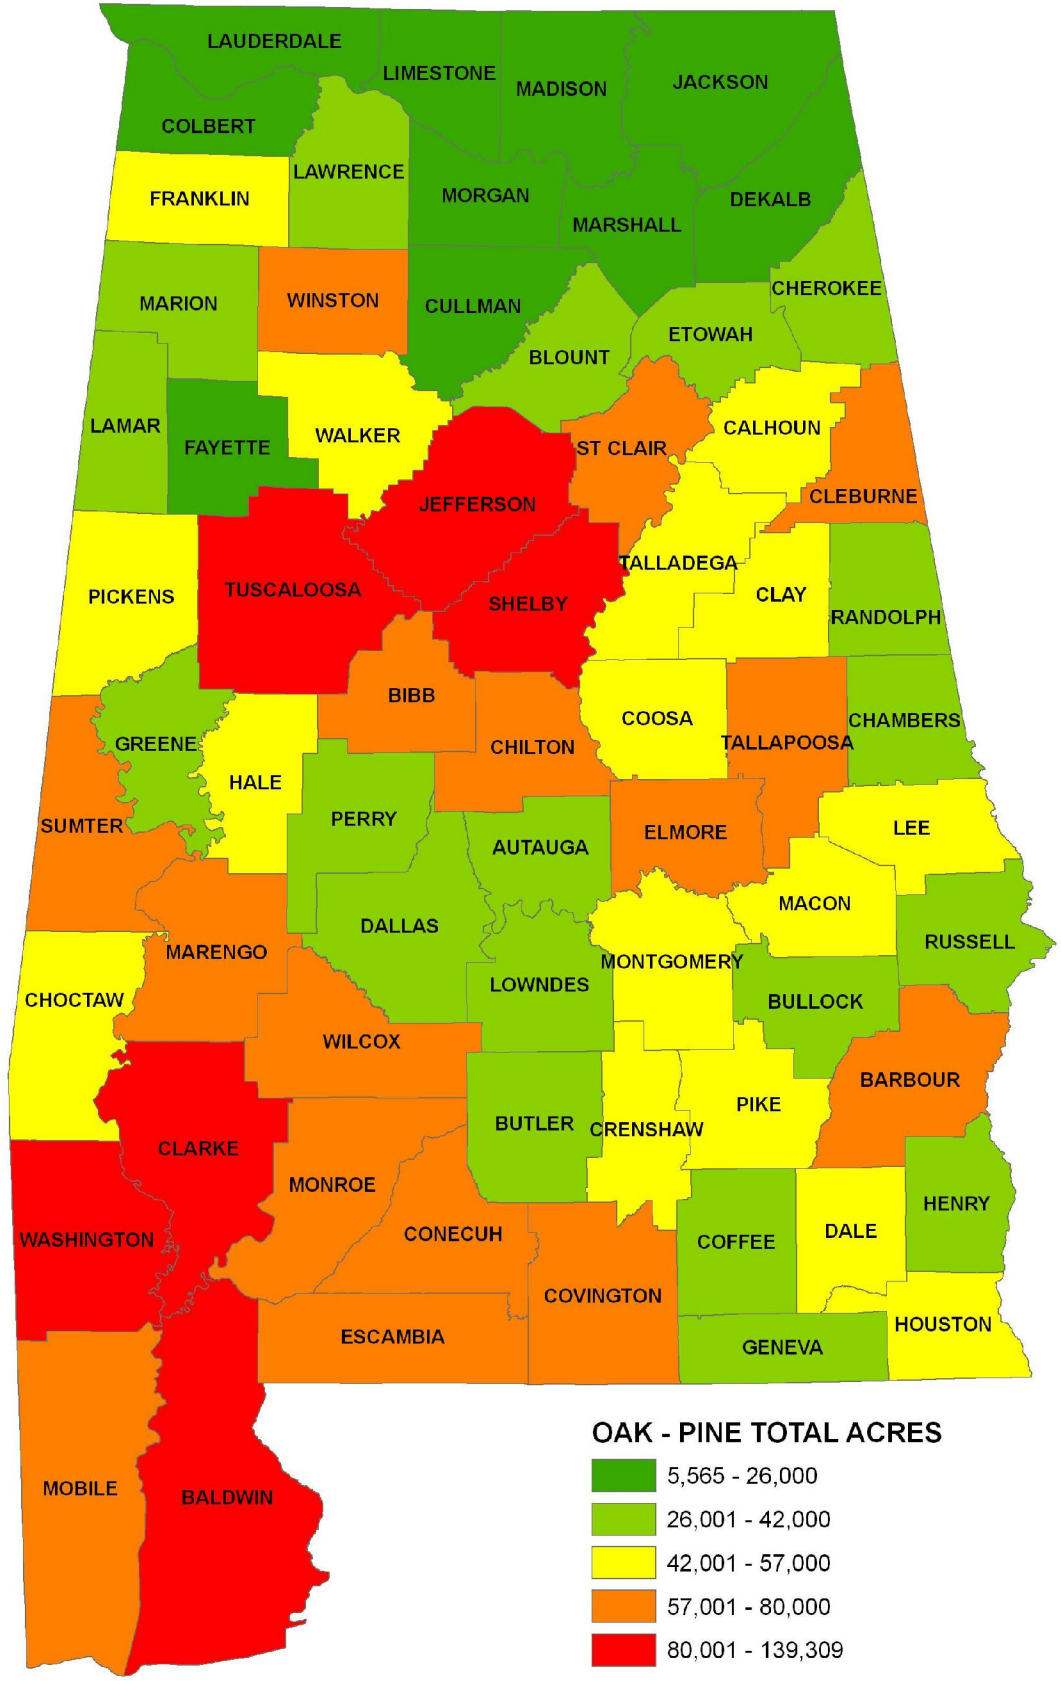 LAUDERDALE
LIMESTONE
MADISON
JACKSON
COLBERT
LAWRENCE
FRANKLIN
MORGAN
DEKALB
MARSHALL
CHEROKEE
MARION
WINSTON
CULLMAN
ETOWAH
BLOUNT
LAMAR
FAYETTE
WALKER
ST CLAIR
CALHOUN
CLEBURNE
JEFFERSON
TALLADEGA
PICKENS
TUSCALOOSA
SHELBY
CLAY
RANDOLPH
BIBB
COOSA
CHAMBERS
GREENE
CHILTON
TALLAPOOSA
HALE
SUMTER
PERRY
AUTAUGA
ELMORE
LEE
MACON
DALLAS
RUSSELL
MARENGO
MONTGOMERY
LOWNDES
CHOCTAW
BULLOCK
WILCOX
BARBOUR
PIKE
BUTLER
CRENSHAW
CLARKE
MONROE
HENRY
WASHINGTON
CONECUH
COFFEE
DALE
COVINGTON
HOUSTON
ESCAMBIA
GENEVA
MOBILE
BALDWIN
OAK - PINE TOTAL ACRES
5,565 - 26,000
26,001 - 42,000
42,001 - 57,000
57,001 - 80,000
80,001 - 139,309